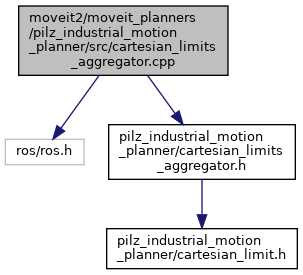 moveit2/moveit_planners
/pilz_industrial_motion
_planner/src/cartesian_limits
_aggregator.cpp
ros/ros.h
pilz_industrial_motion
_planner/cartesian_limits
_aggregator.h
pilz_industrial_motion
_planner/cartesian_limit.h